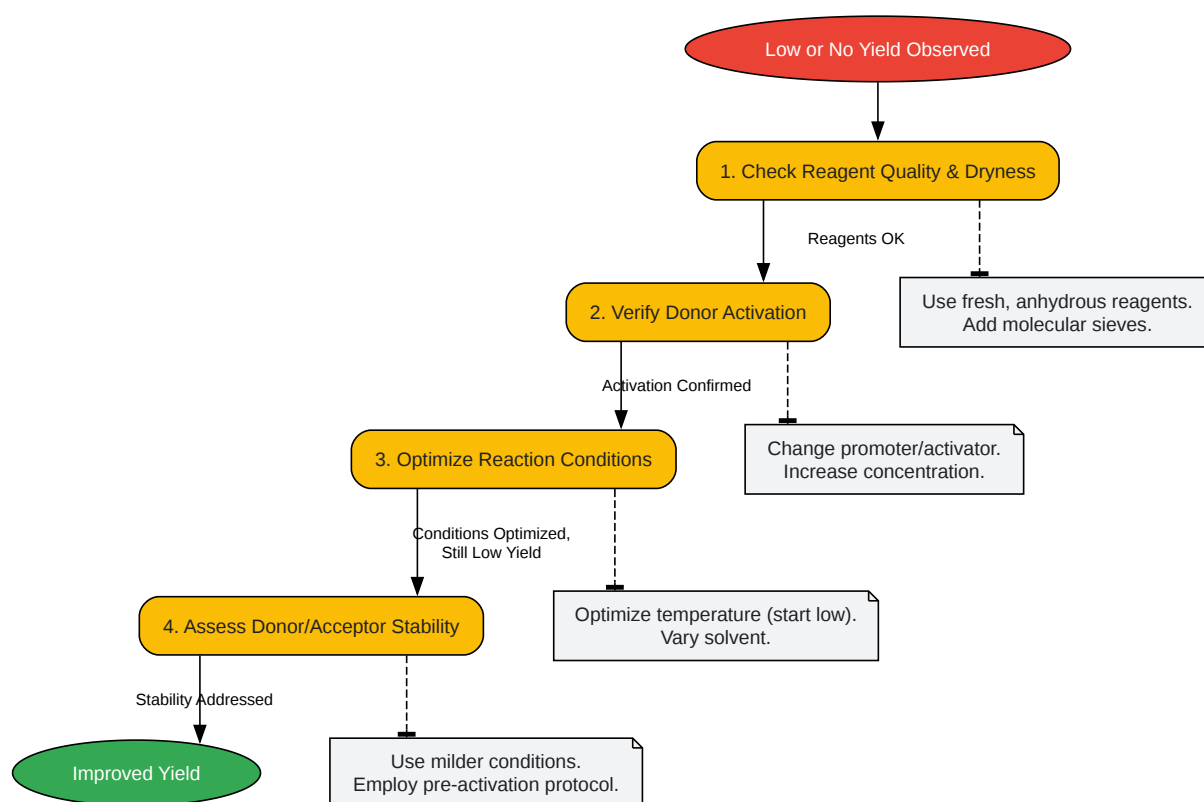 Low or No Yield Observed
1. Check Reagent Quality & Dryness
Reagents OK
Use fresh, anhydrous reagents.
Add molecular sieves.
2. Verify Donor Activation
Activation Confirmed
Change promoter/activator.
Increase concentration.
3. Optimize Reaction Conditions
Conditions Optimized,
Still Low Yield
Optimize temperature (start low).
Vary solvent.
4. Assess Donor/Acceptor Stability
Stability Addressed
Use milder conditions.
Employ pre-activation protocol.
Improved Yield